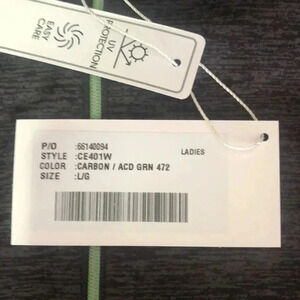 EASY
CARE
UV
PROTECTION
P/O :66140094
LADIES
STYLE :CE401W
COLOR :CARBON / ACD GRN 472
SIZE :L/G